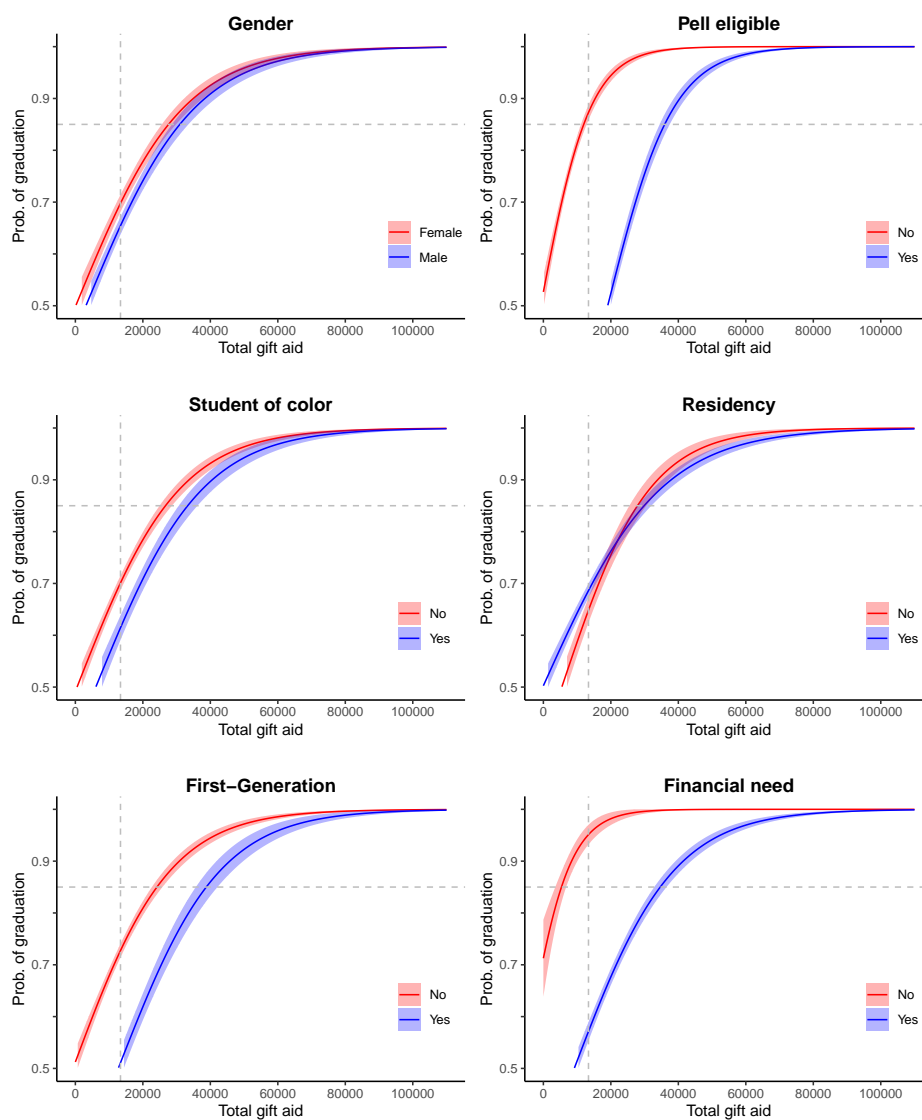 Gender
Prob. of graduation
0.9
0.7
0.5
Female
Male
0 20000 40000 60000 80000 100000
Total gift aid
Pell eligible
Prob. of graduation
0.9
0.7
0.5
No
Yes
0 20000 40000 60000 80000 100000
Total gift aid
Student of color
Prob. of graduation
0.9
0.7
0.5
No
Yes
0 20000 40000 60000 80000 100000
Total gift aid
Residency
Prob. of graduation
0.9
0.7
0.5
No
Yes
0 20000 40000 60000 80000 100000
Total gift aid
First−Generation
Prob. of graduation
0.9
0.7
0.5
No
Yes
0 20000 40000 60000 80000 100000
Total gift aid
Financial need
Prob. of graduation
0.9
0.7
0.5
No
Yes
0 20000 40000 60000 80000 100000
Total gift aid